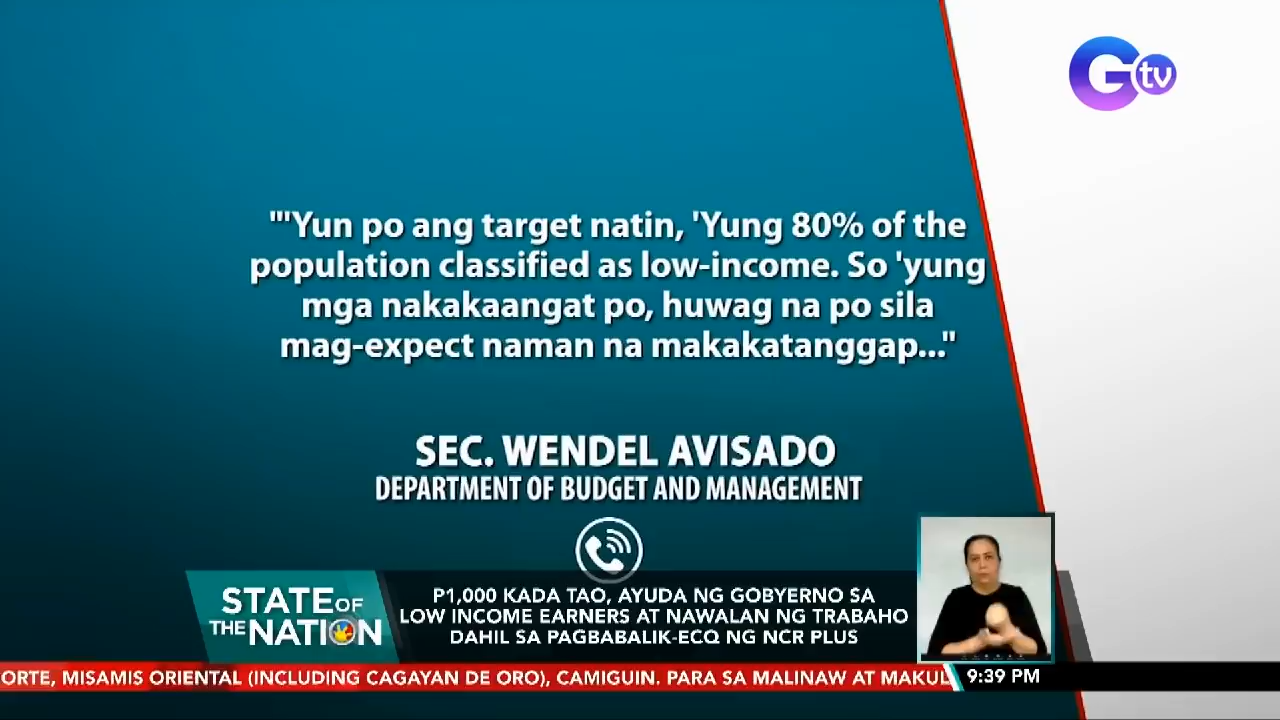 Gtv
"'Yun po ang target natin, 'Yung 80% of the
population classified as low-income. So 'yung
mga nakakaangat po, huwag na po sila
mag-expect naman na makakatanggap..."
SEC. WENDEL AVISADO
DEPARTMENT OF BUDGET AND MANAGEMENT
STATE OF
THE NATION
P1,000 KADA TAO, AYUDA NG GOBYERNO SA
LOW INCOME EARNERS AT NAWALAN NG TRABAHO
DAHIL SA PAGBABALIK-ECQ NG NCR PLUS
ORTE, MISAMIS ORIENTAL (INCLUDING CAGAYAN DE ORO), CAMIGUIN. PARA SA MALINAW AT MAKUL
9:39 PM